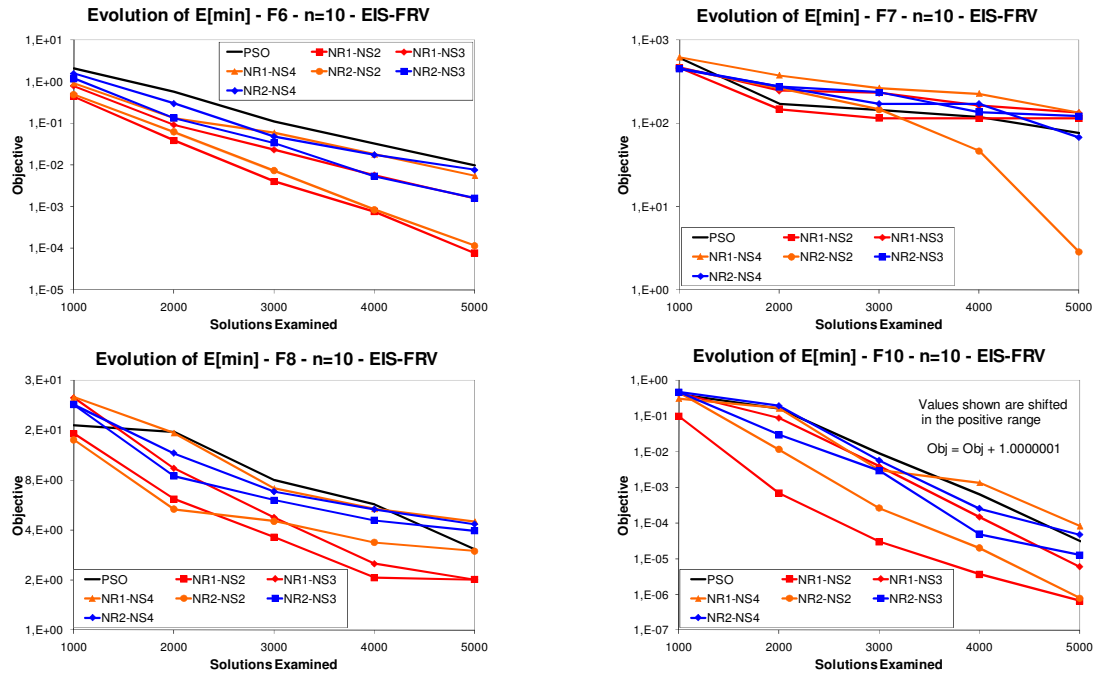 Evolution of E[min] - F6 - n=10 - EIS-FRV
1,E+01
1,E+00
1,E-01
1,E-02
1,E-03
1,E-04
1,E-05
Objective
PSO NR1-NS2 NR1-NS3
NR1-NS4 NR2-NS2 NR2-NS3
NR2-NS4
1000 2000 3000 4000 5000
Solutions Examined
Evolution of E[min] - F7 - n=10 - EIS-FRV
1,E+03
1,E+02
1,E+01
1,E+00
Objective
PSO NR1-NS2 NR1-NS3
NR1-NS4 NR2-NS2 NR2-NS3
NR2-NS4
1000 2000 3000 4000 5000
Solutions Examined
Evolution of E[min] - F8 - n=10 - EIS-FRV
3,E+01
2,E+01
8,E+00
4,E+00
2,E+00
1,E+00
Objective
PSO NR1-NS2 NR1-NS3
NR1-NS4 NR2-NS2 NR2-NS3
NR2-NS4
1000 2000 3000 4000 5000
Solutions Examined
Evolution of E[min] - F10 - n=10 - EIS-FRV
1,E+00
1,E-01
1,E-02
1,E-03
1,E-04
1,E-05
1,E-06
1,E-07
Objective
Values shown are shifted
in the positive range
Obj = Obj + 1.0000001
PSO NR1-NS2 NR1-NS3
NR1-NS4 NR2-NS2 NR2-NS3
NR2-NS4
1000 2000 3000 4000 5000
Solutions Examined